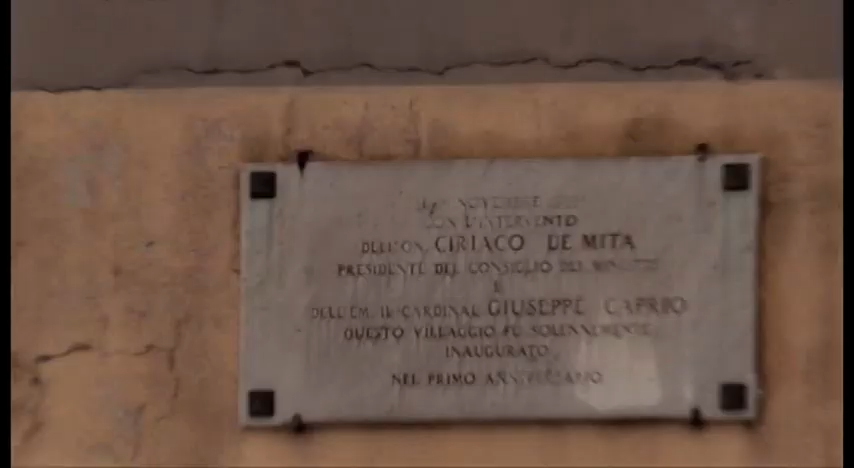 NOVEMBRE
CON L'INTERVENTO
DELL'ON. CIRIACO DE MITA
PRESIDENTE DEL CONSIGLIO DEI MINISTRI
E
DELL'EM. IL CARDINAL GIUSEPPE CAPRIO
QUESTO VILLAGGIO FU SOLENNEMENTE
INAUGURATO
NEL PRIMO ANNIVERSARIO